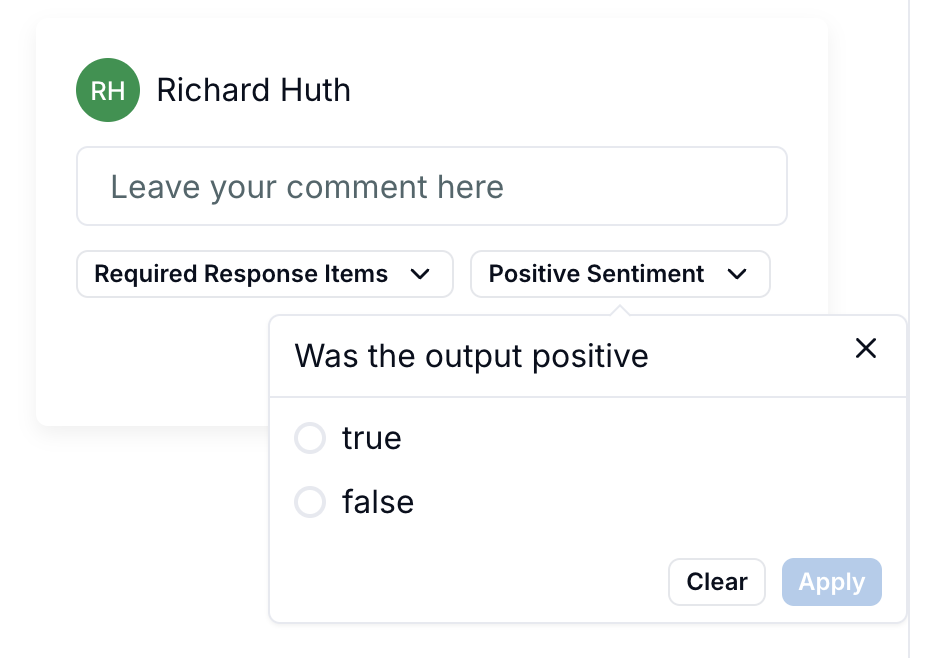 RH Richard Huth
Leave your comment here
Required Response Items Positive Sentiment
Was the output positive
true
false
Clear Apply